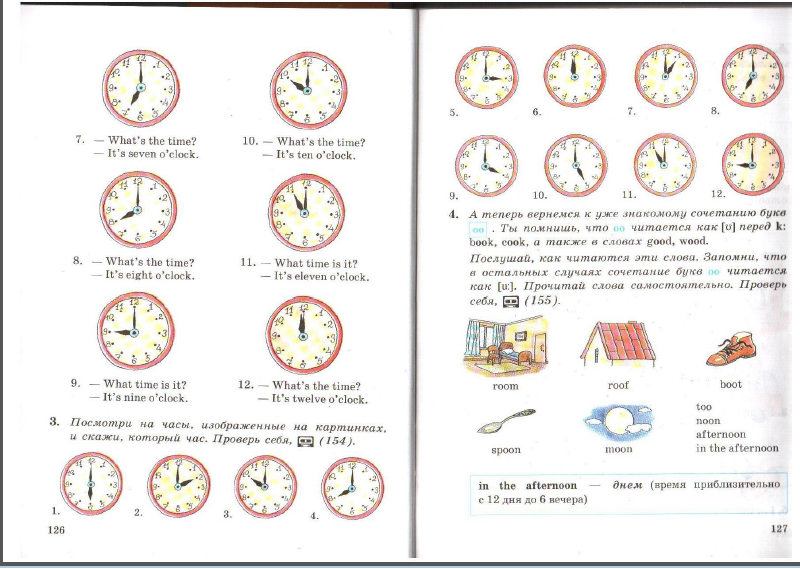 7. — What's the time?
— It's seven o'clock.
10. — What's the time?
— It's ten o'clock.
8. — What's the time?
— It's eight o'clock.
11. — What time is it?
— It's eleven o'clock.
9. — What time is it?
— It's nine o'clock.
12. — What's the time?
— It's twelve o'clock.
3. Посмотри на часы, изображенные на картинках,
и скажи, который час. Проверь себя, (154).
1.
2.
3.
4.
126
5.
6.
7.
8.
9.
10.
11.
12.
4. А теперь вернемся к уже знакомому сочетанию букв
oo . Ты помнишь, что oo читается как [ʊ] перед k:
book, cook, а также в словах good, wood.
Послушай, как читаются эти слова. Запомни, что
в остальных случаях сочетание букв oo читается
как [u:]. Прочитай слова самостоятельно. Проверь
себя, (155).
room
roof
boot
spoon
moon
too
noon
afternoon
in the afternoon
in the afternoon — днем (время приблизительно
с 12 дня до 6 вечера)
127